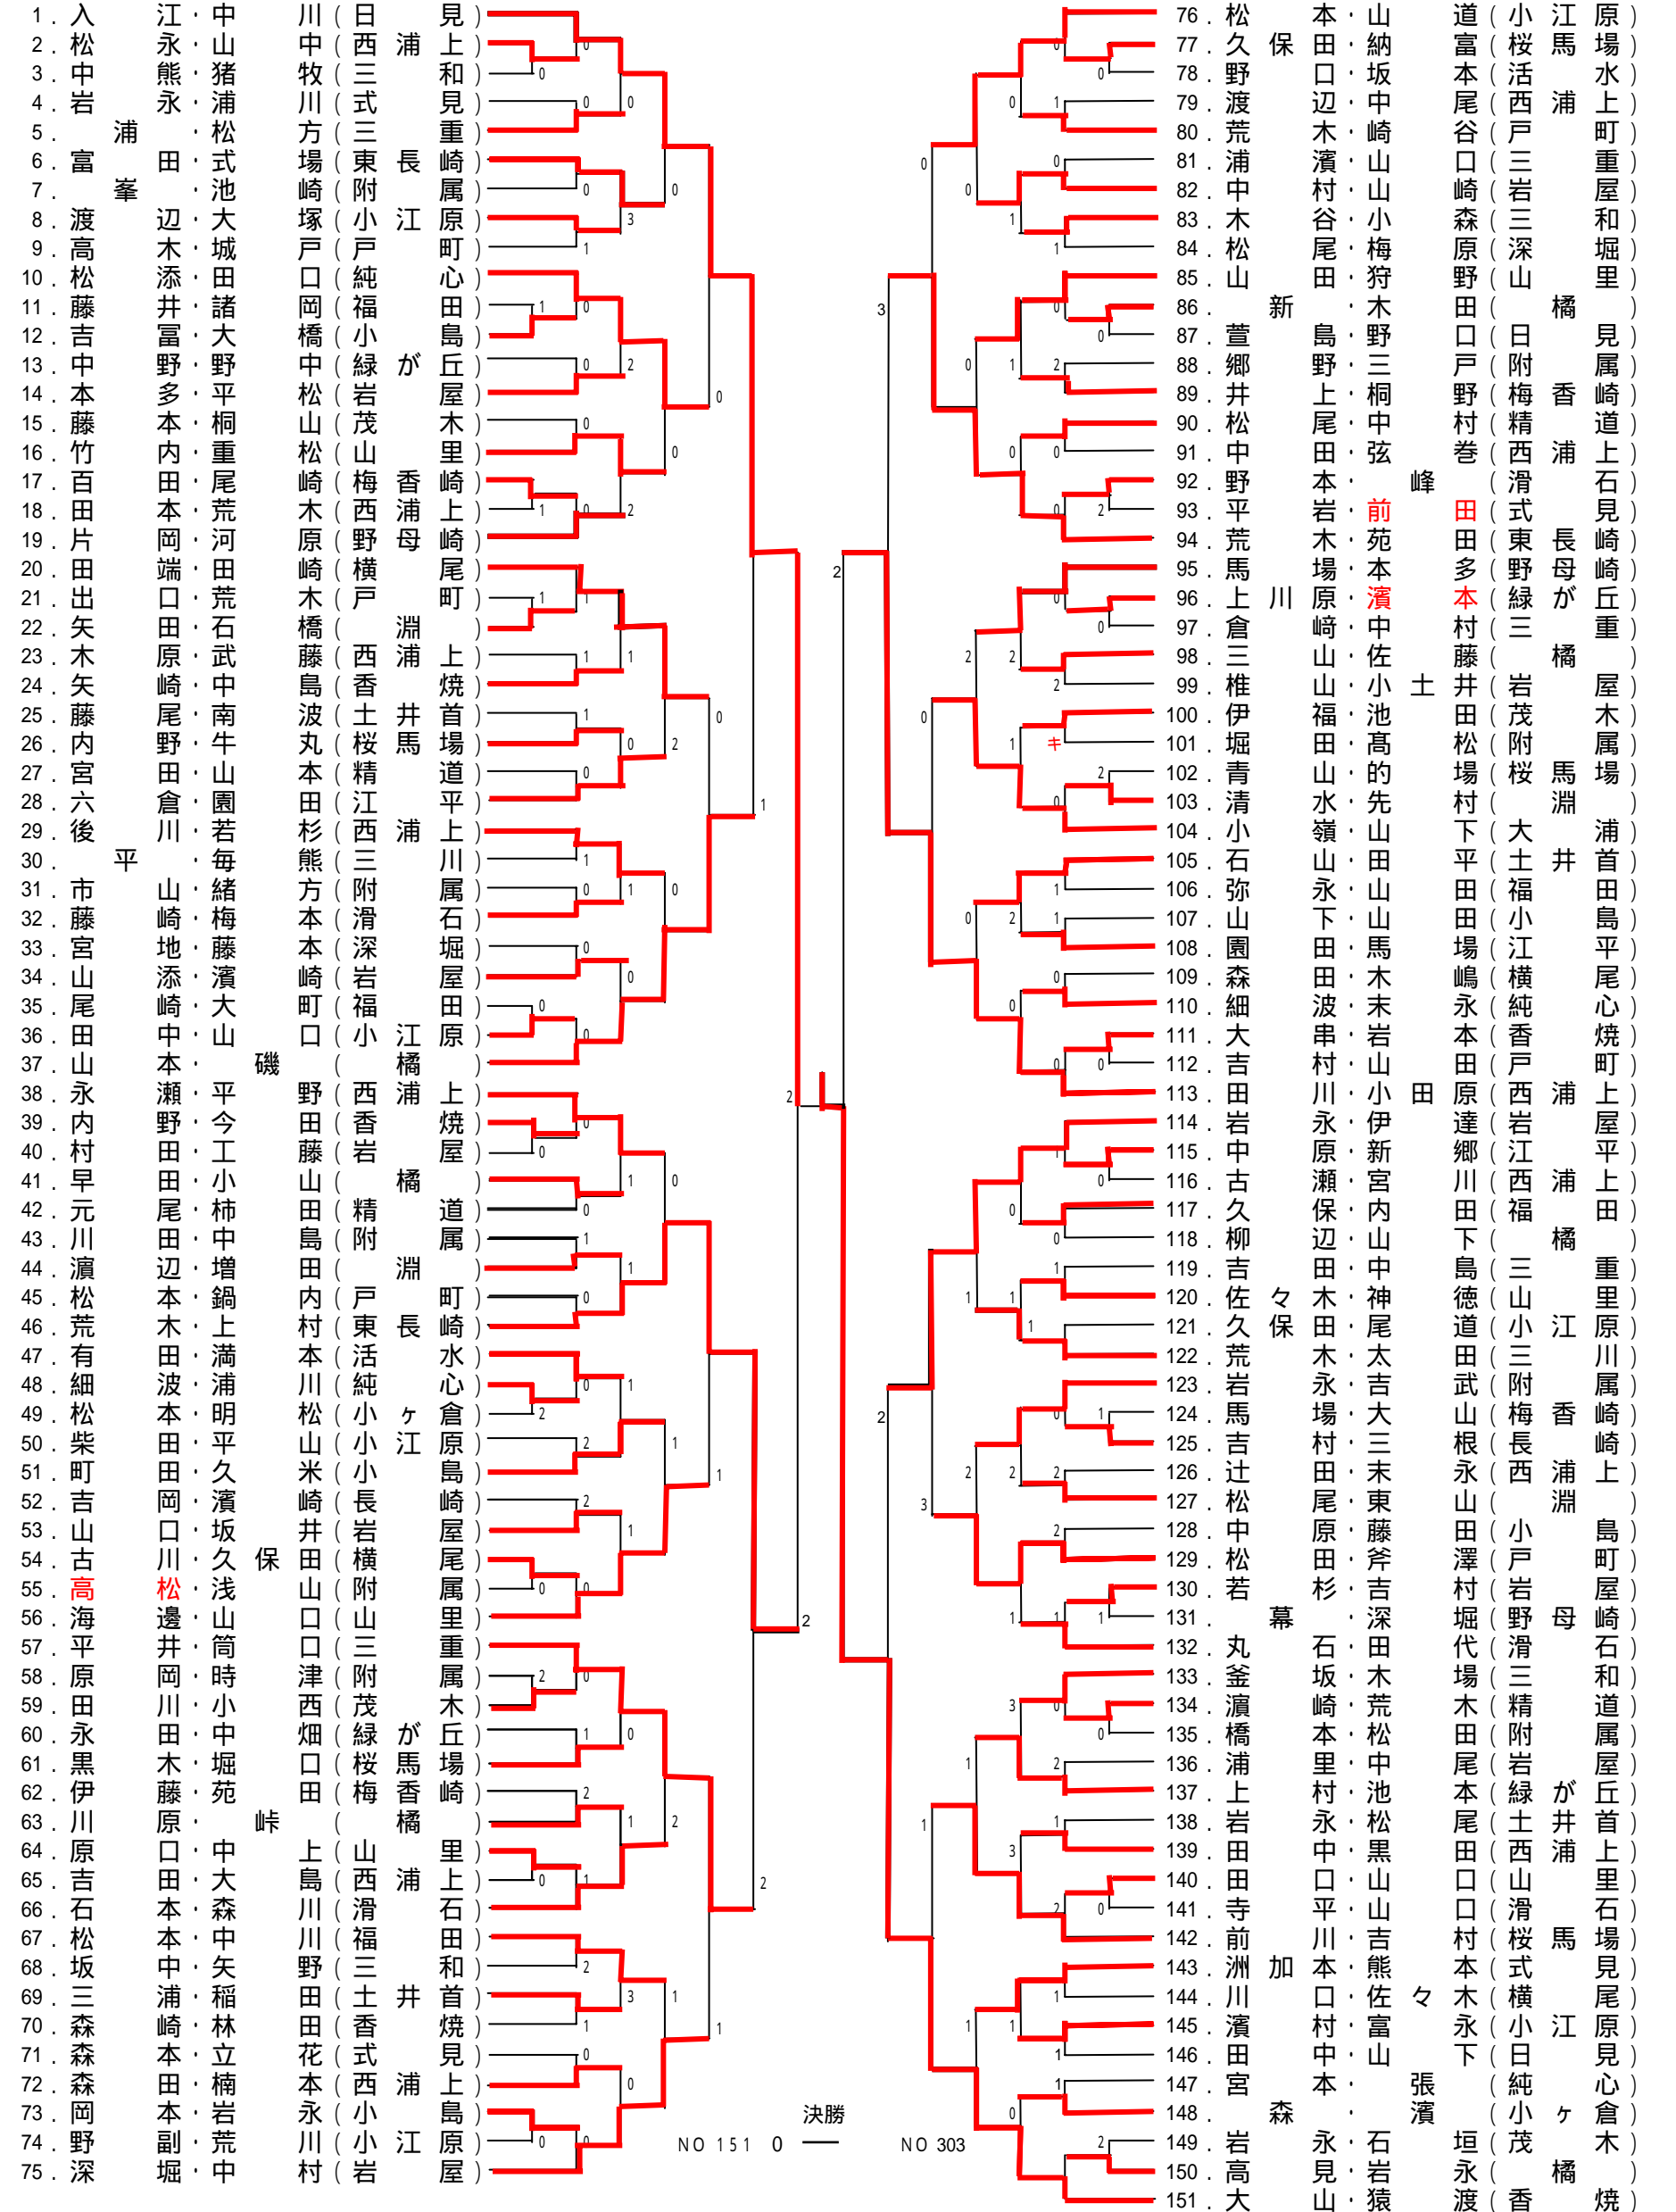 1. 入江・中川(日見)
2. 松永・山中(西浦上)
3. 中熊・猪牧(三和)
4. 岩永・浦川(式見)
5. 浦・松方(三重)
6. 富田・式場(東長崎)
7. 峯・池崎(附属)
8. 渡辺・大塚(小江原)
9. 高木・城戸(戸町)
10. 松添・田口(純心)
11. 藤井・諸岡(福田)
12. 吉冨・大橋(小島)
13. 中野・野中(緑が丘)
14. 本多・平松(岩屋)
15. 藤本・桐山(茂木)
16. 竹内・重松(山里)
17. 百田・尾崎(梅香崎)
18. 田本・荒木(西浦上)
19. 片岡・河原(野母崎)
20. 田端・田崎(横尾)
21. 出口・荒木(戸町)
22. 矢田・石橋(淵)
23. 木原・武藤(西浦上)
24. 矢崎・中島(香焼)
25. 藤尾・南波(土井首)
26. 内野・牛丸(桜馬場)
27. 宮田・山本(精道)
28. 六倉・園田(江平)
29. 後川・若杉(西浦上)
30. 平・毎熊(三川)
31. 市山・緒方(附属)
32. 藤崎・梅本(滑石)
33. 宮地・藤本(深堀)
34. 山添・濱崎(岩屋)
35. 尾崎・大町(福田)
36. 田中・山口(小江原)
37. 山本・磯(橘)
38. 永瀬・平野(西浦上)
39. 内野・今田(香焼)
40. 村田・工藤(岩屋)
41. 早田・小山(橘)
42. 元尾・柿田(精道)
43. 川田・中島(附属)
44. 濵辺・増田(淵)
45. 松本・鍋内(戸町)
46. 荒木・上村(東長崎)
47. 有田・満本(活水)
48. 細波・浦川(純心)
49. 松本・明松(小ヶ倉)
50. 柴田・平山(小江原)
51. 町田・久米(小島)
52. 吉岡・濱崎(長崎)
53. 山口・坂井(岩屋)
54. 古川・久保田(横尾)
55. 高松・浅山(附属)
56. 海邊・山口(山里)
57. 平井・筒口(三重)
58. 原岡・時津(附属)
59. 田川・小西(茂木)
60. 永田・中畑(緑が丘)
61. 黒木・堀口(桜馬場)
62. 伊藤・苑田(梅香崎)
63. 川原・峠(橘)
64. 原口・中上(山里)
65. 吉田・大島(西浦上)
66. 石本・森川(滑石)
67. 松本・中川(福田)
68. 坂中・矢野(三和)
69. 三浦・稲田(土井首)
70. 森崎・林田(香焼)
71. 森本・立花(式見)
72. 森田・楠本(西浦上)
73. 岡本・岩永(小島)
74. 野副・荒川(小江原)
75. 深堀・中村(岩屋)
決勝
NO 151 0 — NO 303
76. 松本・山道(小江原)
77. 久保田・納富(桜馬場)
78. 野口・坂本(活水)
79. 渡辺・中尾(西浦上)
80. 荒木・崎谷(戸町)
81. 浦濱・山口(三重)
82. 中村・山崎(岩屋)
83. 木谷・小森(三和)
84. 松尾・梅原(深堀)
85. 山田・狩野(山里)
86. 新・木田(橘)
87. 萱島・野口(日見)
88. 郷野・三戸(附属)
89. 井上・桐野(梅香崎)
90. 松尾・中村(精道)
91. 中田・弦巻(西浦上)
92. 野本・峰(滑石)
93. 平岩・前田(式見)
94. 荒木・苑田(東長崎)
95. 馬場・本多(野母崎)
96. 上川原・濱本(緑が丘)
97. 倉﨑・中村(三重)
98. 三山・佐藤(橘)
99. 椎山・小土井(岩屋)
100. 伊福・池田(茂木)
キ
101. 堀田・髙松(附属)
102. 青山・的場(桜馬場)
103. 清水・先村(淵)
104. 小嶺・山下(大浦)
105. 石山・田平(土井首)
106. 弥永・山田(福田)
107. 山下・山田(小島)
108. 園田・馬場(江平)
109. 森田・木嶋(横尾)
110. 細波・末永(純心)
111. 大串・岩本(香焼)
112. 吉村・山田(戸町)
113. 田川・小田原(西浦上)
114. 岩永・伊達(岩屋)
115. 中原・新郷(江平)
116. 古瀬・宮川(西浦上)
117. 久保・内田(福田)
118. 柳辺・山下(橘)
119. 吉田・中島(三重)
120. 佐々木・神徳(山里)
121. 久保田・尾道(小江原)
122. 荒木・太田(三川)
123. 岩永・吉武(附属)
124. 馬場・大山(梅香崎)
125. 吉村・三根(長崎)
126. 辻田・末永(西浦上)
127. 松尾・東山(淵)
128. 中原・藤田(小島)
129. 松田・斧澤(戸町)
130. 若杉・吉村(岩屋)
131. 幕・深堀(野母崎)
132. 丸石・田代(滑石)
133. 釜坂・木場(三和)
134. 濵崎・荒木(精道)
135. 橋本・松田(附属)
136. 浦里・中尾(岩屋)
137. 上村・池本(緑が丘)
138. 岩永・松尾(土井首)
139. 田中・黒田(西浦上)
140. 田口・山口(山里)
141. 寺平・山口(滑石)
142. 前川・吉村(桜馬場)
143. 洲加本・熊本(式見)
144. 川口・佐々木(横尾)
145. 濱村・富永(小江原)
146. 田中・山下(日見)
147. 宮本・張(純心)
148. 森・濱(小ヶ倉)
149. 岩永・石垣(茂木)
150. 高見・岩永(橘)
151. 大山・猿渡(香焼)